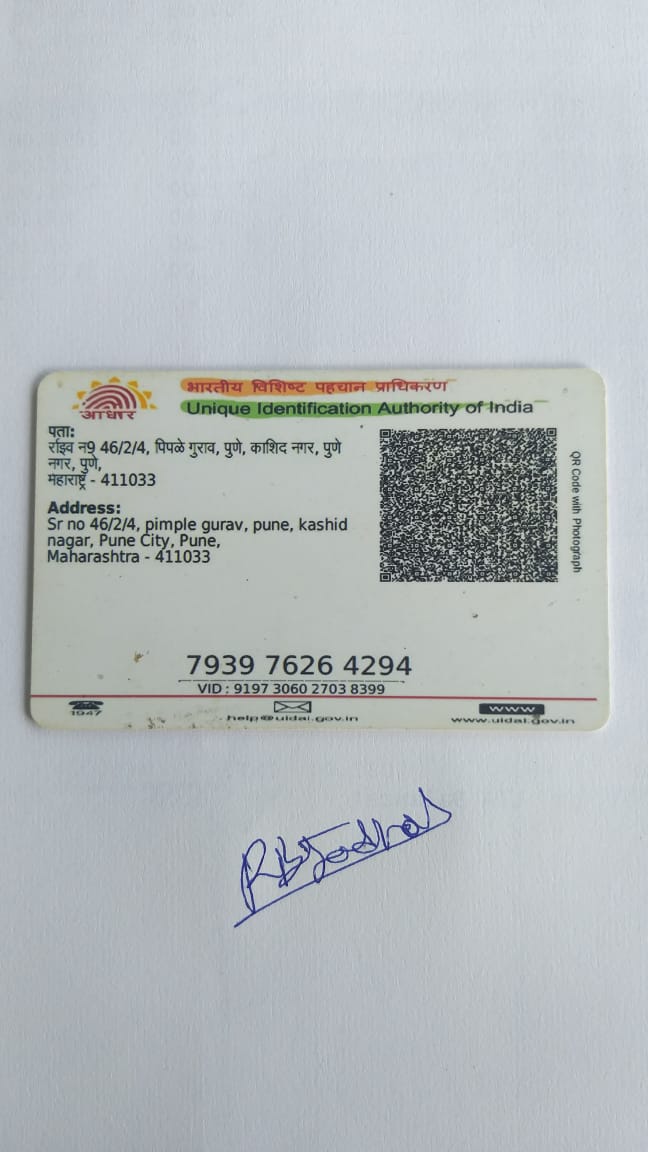 भारतीय विशिष्ट पहचान प्राधिकरण
Unique Identification Authority of India
आधार
पता:
रॉइव न9 46/2/4, पिपळे गुराव, पुणे, काशिद नगर, पुणे
नगर, पुणे,
महाराष्ट्र - 411033
Address:
Sr no 46/2/4, pimple gurav, pune, kashid
nagar, Pune City, Pune,
Maharashtra - 411033
QR Code with Photograph
7939 7626 4294
VID : 9197 3060 2703 8399
1947
help@uidai.gov.in
www
www.uidai.gov.in
RBJadhav